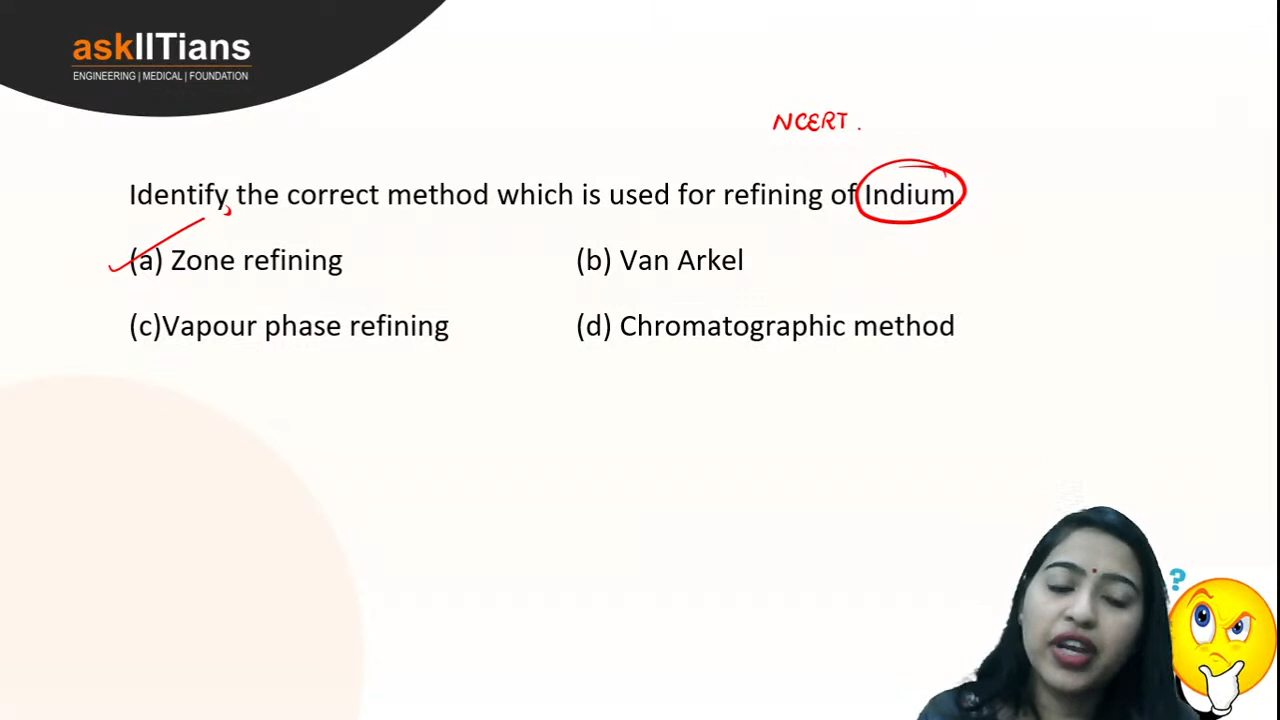 askIITians
ENGINEERING | MEDICAL | FOUNDATION
NCERT.
Identify the correct method which is used for refining of Indium.
(a) Zone refining
(b) Van Arkel
(c)Vapour phase refining
(d) Chromatographic method
?